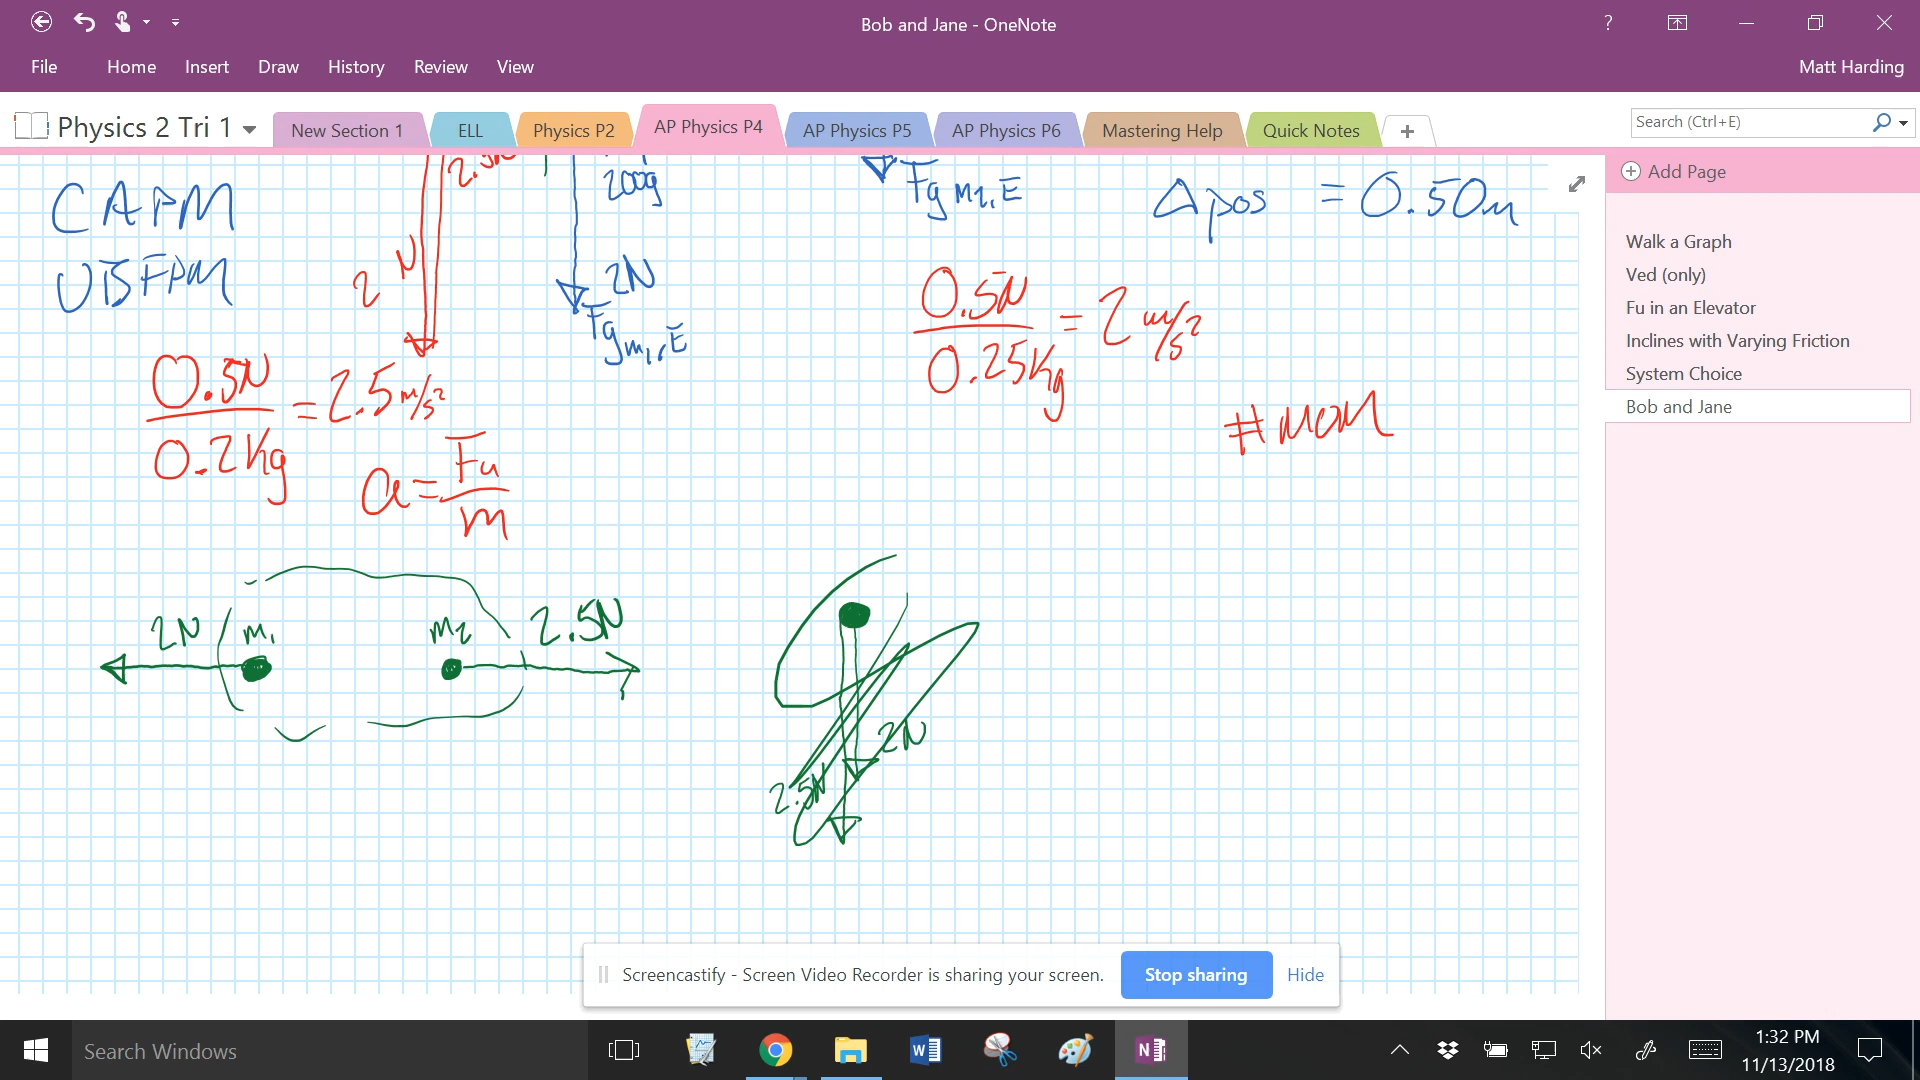 Bob and Jane - OneNote
?
File Home Insert Draw History Review View
Matt Harding
Physics 2 Tri 1
New Section 1
ELL
Physics P2
AP Physics P4
AP Physics P5
AP Physics P6
Mastering Help
Quick Notes
+
Search (Ctrl+E)
Add Page
Walk a Graph
Ved (only)
Fu in an Elevator
Inclines with Varying Friction
System Choice
Bob and Jane
CAPM
UBFPM
2.5N
2 N
200g
2N
Fg m1, E
Fg M2, E
Δpos = 0.50m
0.5N
0.2kg
= 2.5 m/s²
a = Fu
m
0.5N
0.25kg
= 2 m/s²
#MOM
2N
m1
m2
2.5N
2N
2.5N
Screencastify - Screen Video Recorder is sharing your screen.
Stop sharing
Hide
Search Windows
1:32 PM
11/13/2018